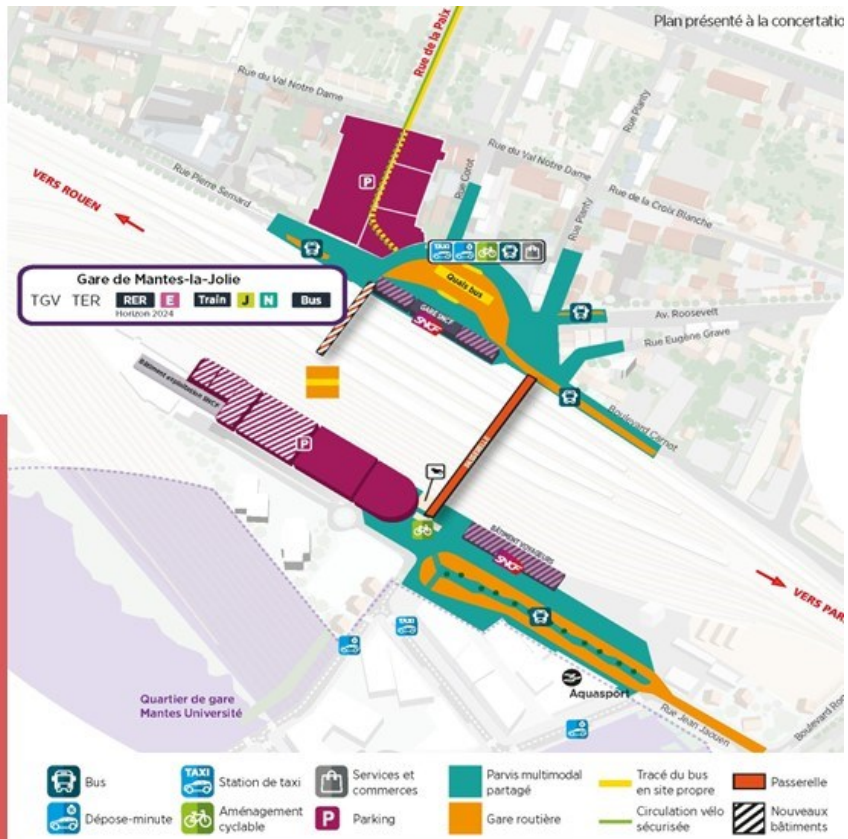 Plan présenté à la concertatio
Rue de la Paix
Rue du Val Notre Dame
Rue Planty
Rue du Val Notre Dame
Rue Corot
Rue Pierre Semard
VERS ROUEN
P
Rue Planty
Rue de la Croix Blanche
TAXI
Quais bus
Gare de Mantes-la-Jolie
TGV TER RER E Train J N Bus
Horizon 2024
GARE SNCF
SNCF
Av. Roosevelt
Rue Eugène Grave
Boulevard Carnot
Bâtiment exploitation SNCF
P
PASSERELLE
BÂTIMENT VOYAGEURS
SNCF
VERS PAR
TAXI
Aquasport
Quartier de gare
Mantes Université
Rue Jean Jaouen
Boulevard Ro
Bus
TAXI Station de taxi
Services et commerces
Parvis multimodal partagé
Tracé du bus en site propre
Passerelle
Dépose-minute
Aménagement cyclable
P Parking
Gare routière
Circulation vélo sécurisée
Nouveaux bâtiments